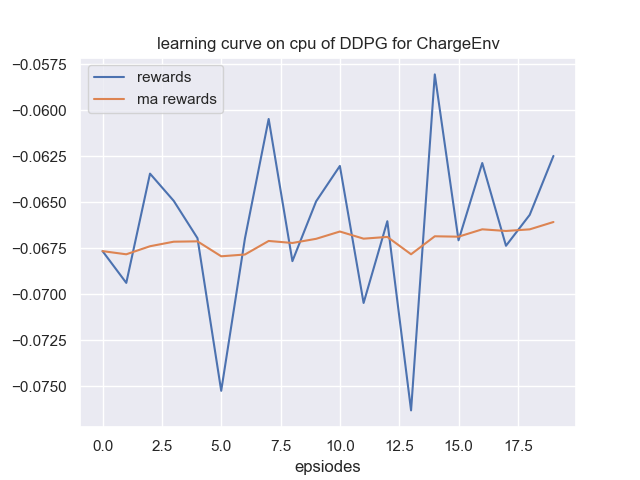 learning curve on cpu of DDPG for ChargeEnv
rewards
ma rewards
−0.0575
−0.0600
−0.0625
−0.0650
−0.0675
−0.0700
−0.0725
−0.0750
0.0 2.5 5.0 7.5 10.0 12.5 15.0 17.5
epsiodes